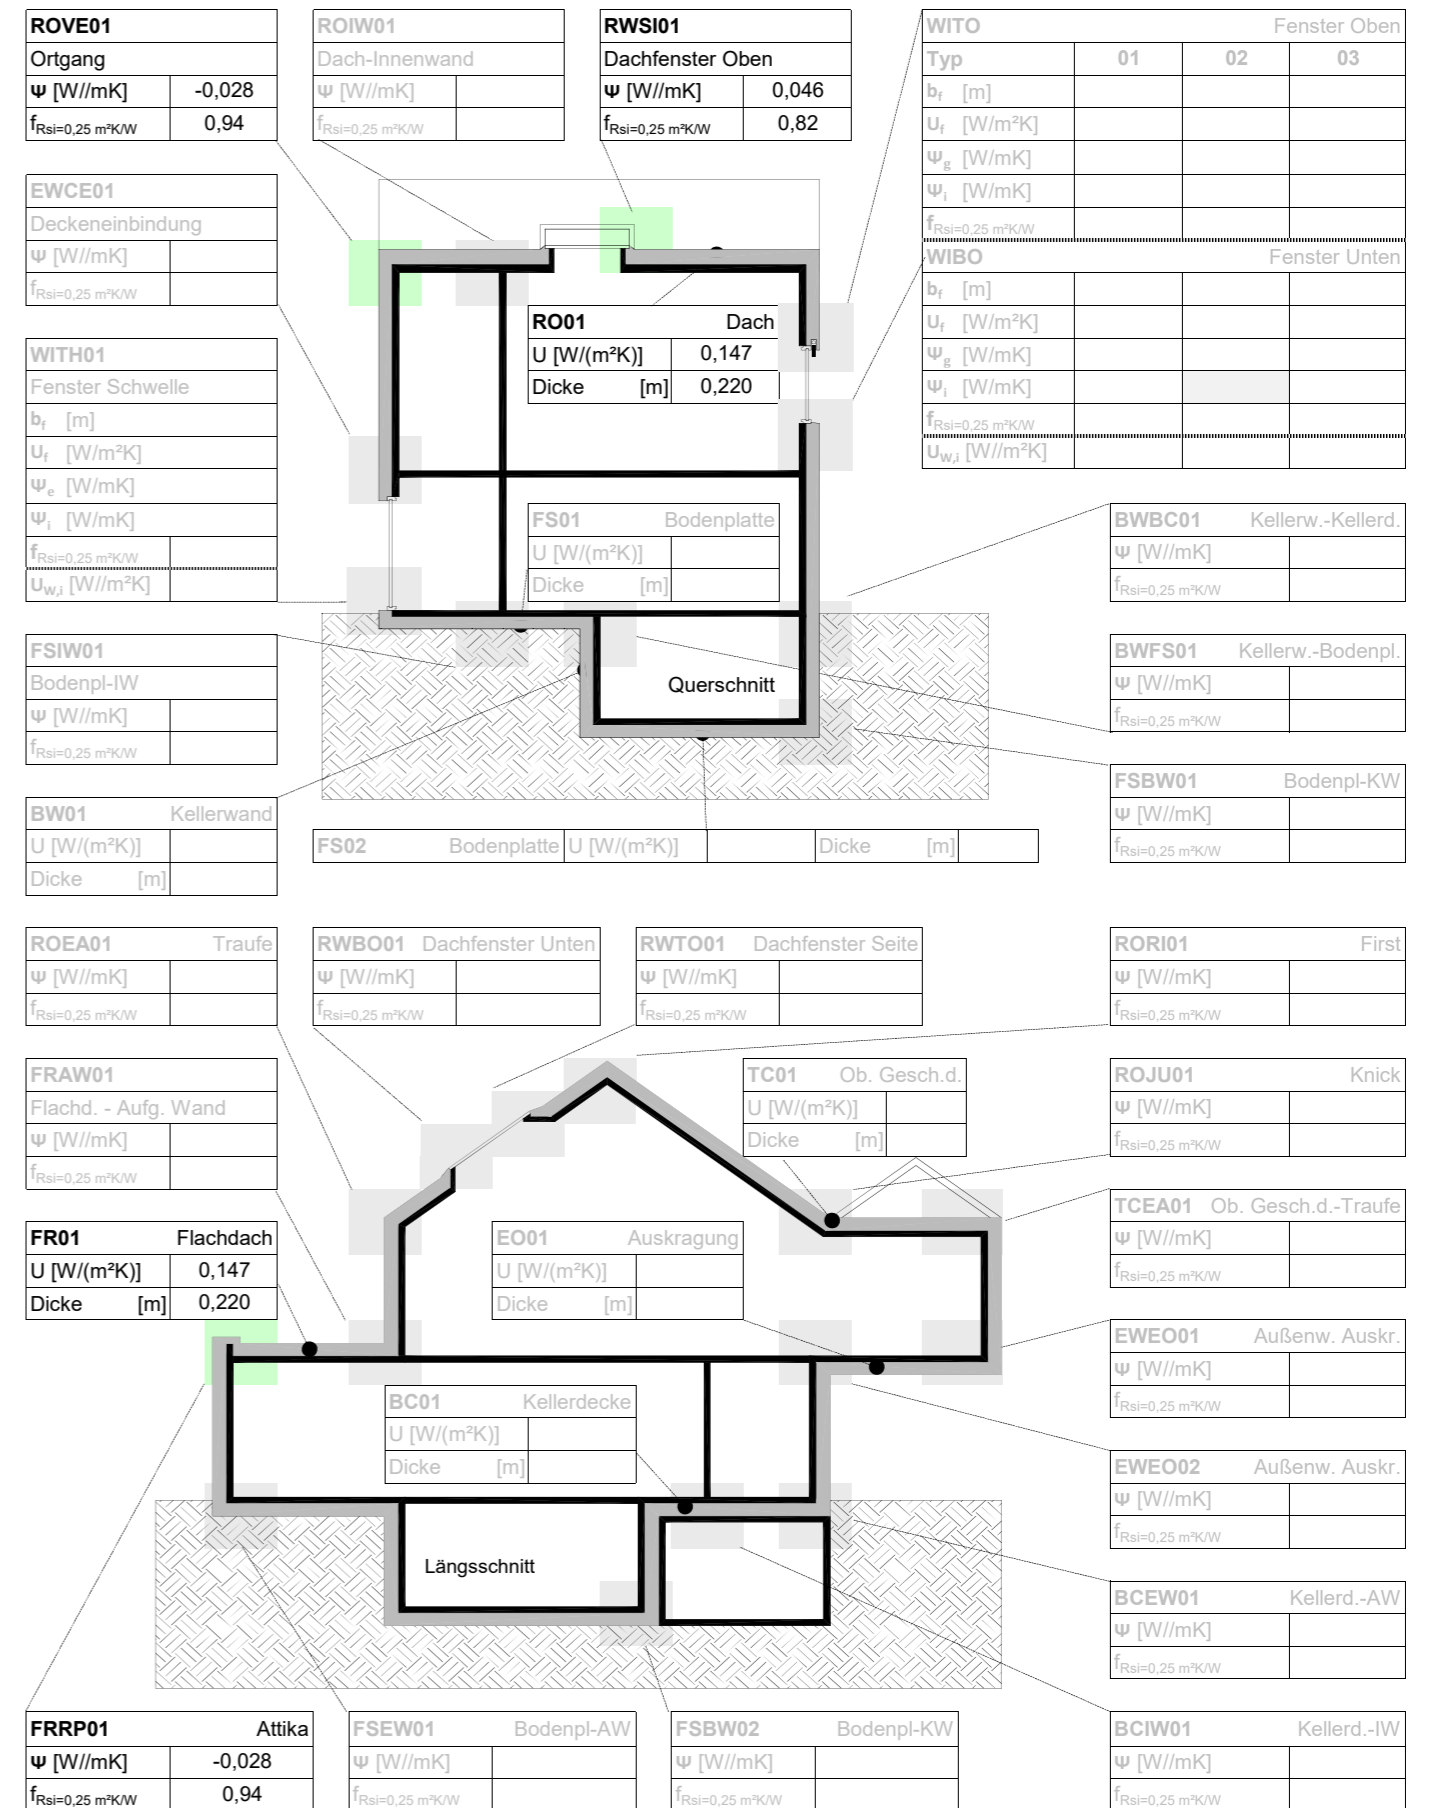 ROVE01
Ortgang
Ψ [W//mK] -0,028
fRsi=0,25 m²K/W 0,94
ROIW01
Dach-Innenwand
Ψ [W//mK]
fRsi=0,25 m²K/W
RWSI01
Dachfenster Oben
Ψ [W//mK] 0,046
fRsi=0,25 m²K/W 0,82
WITO Fenster Oben
Typ 01 02 03
bf [m]
Uf [W/m²K]
Ψg [W/mK]
Ψi [W/mK]
fRsi=0,25 m²K/W
WIBO Fenster Unten
bf [m]
Uf [W/m²K]
Ψg [W/mK]
Ψi [W/mK]
fRsi=0,25 m²K/W
UW,i [W//m²K]
EWCE01
Deckeneinbindung
Ψ [W//mK]
fRsi=0,25 m²K/W
RO01 Dach
U [W/(m²K)] 0,147
Dicke [m] 0,220
WITH01
Fenster Schwelle
bf [m]
Uf [W/m²K]
Ψe [W/mK]
Ψi [W/mK]
fRsi=0,25 m²K/W
UW,i [W//m²K]
FS01 Bodenplatte
U [W/(m²K)]
Dicke [m]
BWBC01 Kellerw.-Kellerd.
Ψ [W//mK]
fRsi=0,25 m²K/W
FSIW01
Bodenpl-IW
Ψ [W//mK]
fRsi=0,25 m²K/W
Querschnitt
BWFS01 Kellerw.-Bodenpl.
Ψ [W//mK]
fRsi=0,25 m²K/W
FSBW01 Bodenpl-KW
Ψ [W//mK]
fRsi=0,25 m²K/W
BW01 Kellerwand
U [W/(m²K)]
Dicke [m]
FS02 Bodenplatte U [W/(m²K)] Dicke [m]
ROEA01 Traufe
Ψ [W//mK]
fRsi=0,25 m²K/W
RWBO01 Dachfenster Unten
Ψ [W//mK]
fRsi=0,25 m²K/W
RWTO01 Dachfenster Seite
Ψ [W//mK]
fRsi=0,25 m²K/W
RORI01 First
Ψ [W//mK]
fRsi=0,25 m²K/W
FRAW01
Flachd. - Aufg. Wand
Ψ [W//mK]
fRsi=0,25 m²K/W
TC01 Ob. Gesch.d.
U [W/(m²K)]
Dicke [m]
ROJU01 Knick
Ψ [W//mK]
fRsi=0,25 m²K/W
TCEA01 Ob. Gesch.d.-Traufe
Ψ [W//mK]
fRsi=0,25 m²K/W
FR01 Flachdach
U [W/(m²K)] 0,147
Dicke [m] 0,220
EO01 Auskragung
U [W/(m²K)]
Dicke [m]
EWEO01 Außenw. Auskr.
Ψ [W//mK]
fRsi=0,25 m²K/W
BC01 Kellerdecke
U [W/(m²K)]
Dicke [m]
EWEO02 Außenw. Auskr.
Ψ [W//mK]
fRsi=0,25 m²K/W
Längsschnitt
BCEW01 Kellerd.-AW
Ψ [W//mK]
fRsi=0,25 m²K/W
FRRP01 Attika
Ψ [W//mK] -0,028
fRsi=0,25 m²K/W 0,94
FSEW01 Bodenpl-AW
Ψ [W//mK]
fRsi=0,25 m²K/W
FSBW02 Bodenpl-KW
Ψ [W//mK]
fRsi=0,25 m²K/W
BCIW01 Kellerd.-IW
Ψ [W//mK]
fRsi=0,25 m²K/W